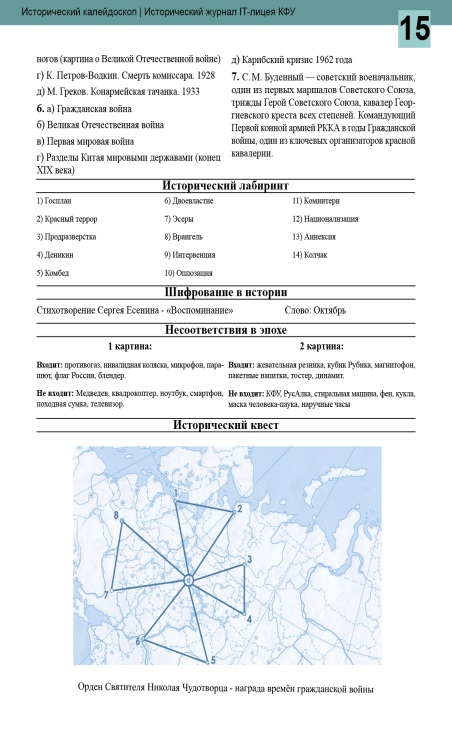 Исторический калейдоскоп | Исторический журнал IT-лицея КФУ
15
ногов (картина о Великой Отечественной войне)
г) К. Петров-Водкин. Смерть комиссара. 1928
д) М. Греков. Конармейская тачанка. 1933
6. а) Гражданская война
б) Великая Отечественная война
в) Первая мировая война
г) Разделы Китая мировыми державами (конец
XIX века)
д) Карибский кризис 1962 года
7. С. М. Буденный — советский военачальник,
один из первых маршалов Советского Союза,
трижды Герой Советского Союза, кавалер Геор-
гиевского креста всех степеней. Командующий
Первой конной армией РККА в годы Гражданской
войны, один из ключевых организаторов красной
кавалерии.
Исторический лабиринт
1) Госплан
2) Красный террор
3) Продразверстка
4) Деникин
5) Комбед
6) Двоевластие
7) Эсеры
8) Врангель
9) Интервенция
10) Оппозиция
11) Коминтерн
12) Национализация
13) Аннексия
14) Колчак
Шифрование в истории
Стихотворение Сергея Есенина - «Воспоминание» Слово: Октябрь
Несоответствия в эпохе
1 картина:
Входит: противогаз, инвалидная коляска, микрофон, пара-
шют, флаг России, блендер.
Не входит: Медведев, квадрокоптер, ноутбук, смартфон,
походная сумка, телевизор.
2 картина:
Входит: жевательная резинка, кубик Рубика, магнитофон,
пакетные напитки, тостер, динамит.
Не входит: КФУ, РусАлка, стиральная машина, фен, кукла,
маска человека-паука, наручные часы
Исторический квест
1
2
8
3
7
4
6
5
Орден Святителя Николая Чудотворца - награда времён гражданской войны